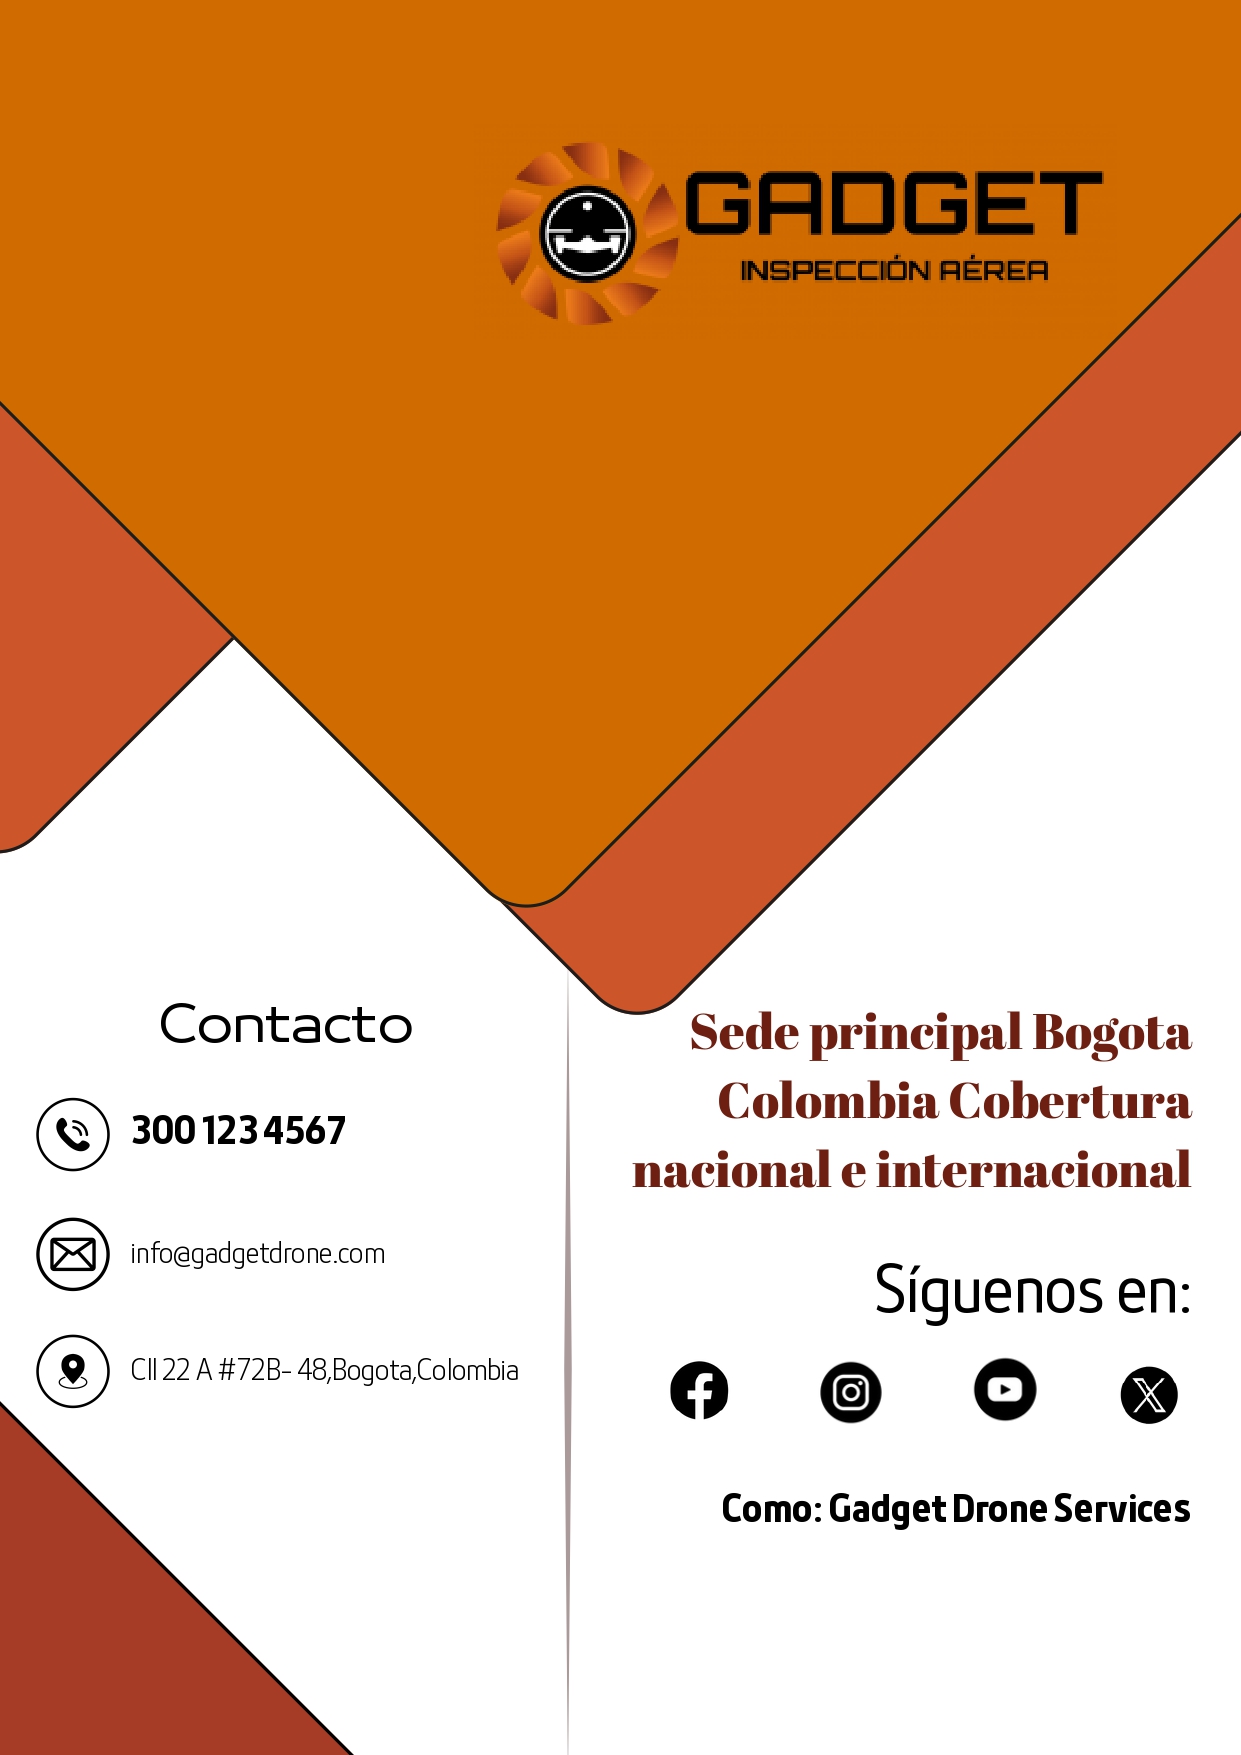 GADGET
INSPECCIÓN AÉREA
Contacto
300 123 4567
info@gadgetdrone.com
Cll 22 A #72B- 48,Bogota,Colombia
Sede principal Bogota
Colombia Cobertura
nacional e internacional
Síguenos en:
Como: Gadget Drone Services